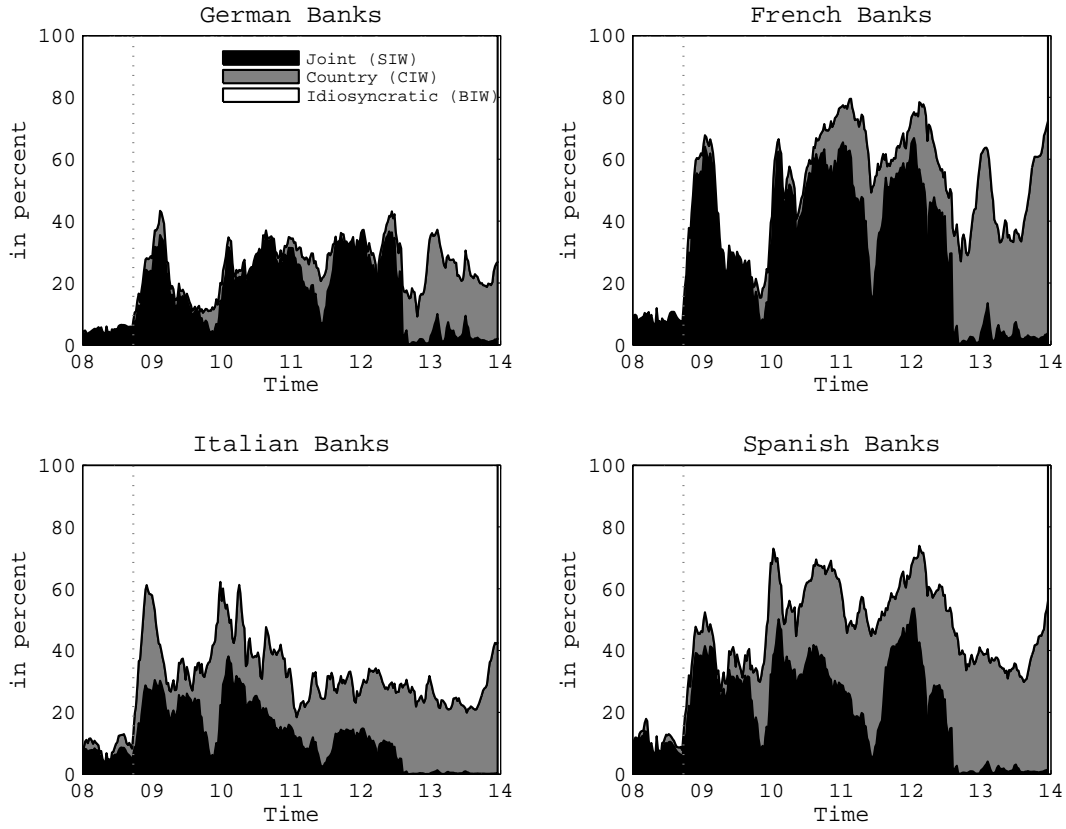 German Banks
in percent
100
80
60
40
20
0
Joint (SIW)
Country (CIW)
Idiosyncratic (BIW)
08 09 10 11 12 13 14
Time
French Banks
in percent
100
80
60
40
20
0
08 09 10 11 12 13 14
Time
Italian Banks
in percent
100
80
60
40
20
0
08 09 10 11 12 13 14
Time
Spanish Banks
in percent
100
80
60
40
20
0
08 09 10 11 12 13 14
Time